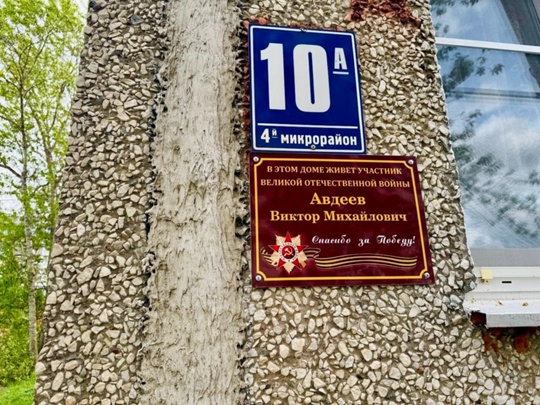 10А
4й микрорайон
В ЭТОМ ДОМЕ ЖИВЕТ УЧАСТНИК
ВЕЛИКОЙ ОТЕЧЕСТВЕННОЙ ВОЙНЫ
Авдеев
Виктор Михайлович
Спасибо за Победу!